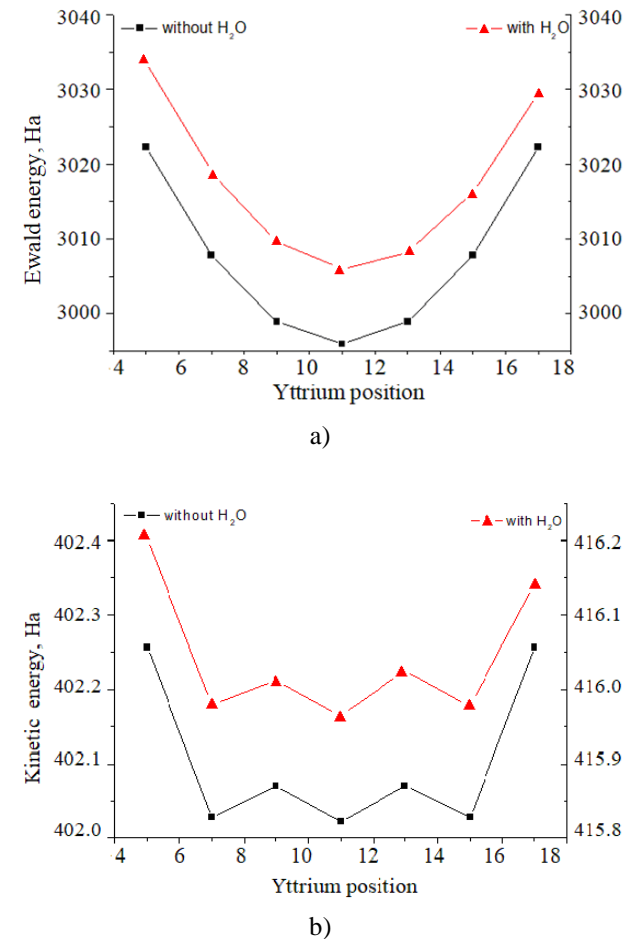 3040 without H2O with H2O 3040
3030 3030
3020 3020
3010 3010
3000 3000
Ewald energy, Ha
4 6 8 10 12 14 16 18
Yttrium position
a)
without H2O with H2O
402.4 416.2
402.3 416.1
402.2 416.0
402.1 415.9
402.0 415.8
Kinetic energy, Ha
4 6 8 10 12 14 16 18
Yttrium position
b)